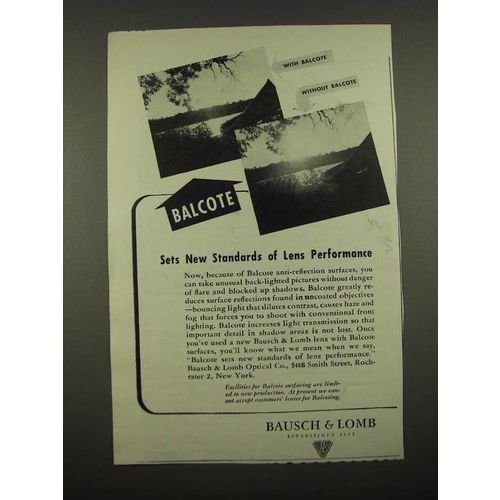 WITH BALCOTE
WITHOUT BALCOTE
BALCOTE
Sets New Standards of Lens Performance
Now, because of Balcote anti-reflection surfaces, you
can take unusual back-lighted pictures without danger
of flare and blocked up shadows. Balcote greatly re-
duces surface reflections found in uncoated objectives
—bouncing light that dilutes contrast, causes haze and
fog that forces you to shoot with conventional front
lighting. Balcote increases light transmission so that
important detail in shadow areas is not lost. Once
you've used a new Bausch & Lomb lens with Balcote
surfaces, you'll know what we mean when we say,
"Balcote sets new standards of lens performance."
Bausch & Lomb Optical Co., 545B Smith Street, Roch-
ester 2, New York.
Facilities for Balcote surfacing are limit-
ed to new production. At present we can-
not accept customers' lenses for Balcoting.
BAUSCH & LOMB
ESTABLISHED 1853